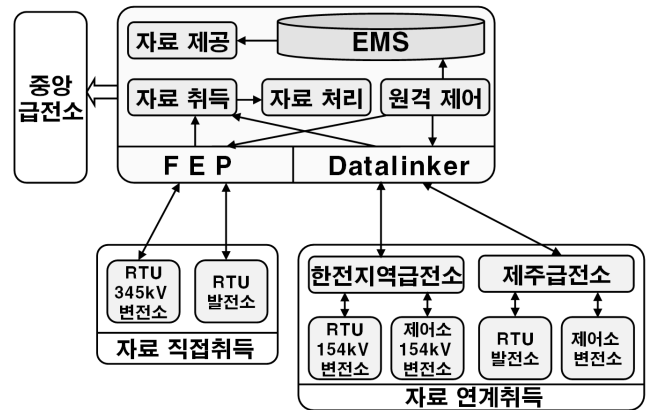 자료 제공
EMS
중앙
급전소
자료 취득
자료 처리
원격 제어
F E P
Datalinker
RTU
345kV
변전소
RTU
발전소
자료 직접취득
한전지역급전소
제주급전소
RTU
154kV
변전소
제어소
154kV
변전소
RTU
발전소
제어소
변전소
자료 연계취득